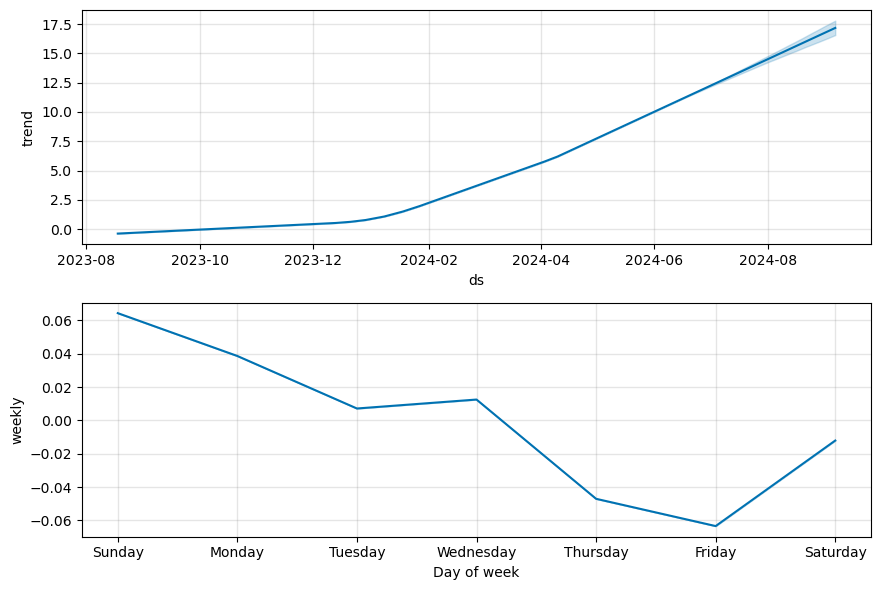 17.5
15.0
12.5
10.0
7.5
5.0
2.5
0.0
trend
2023-08 2023-10 2023-12 2024-02 2024-04 2024-06 2024-08
ds
0.06
0.04
0.02
0.00
−0.02
−0.04
−0.06
weekly
Sunday Monday Tuesday Wednesday Thursday Friday Saturday
Day of week